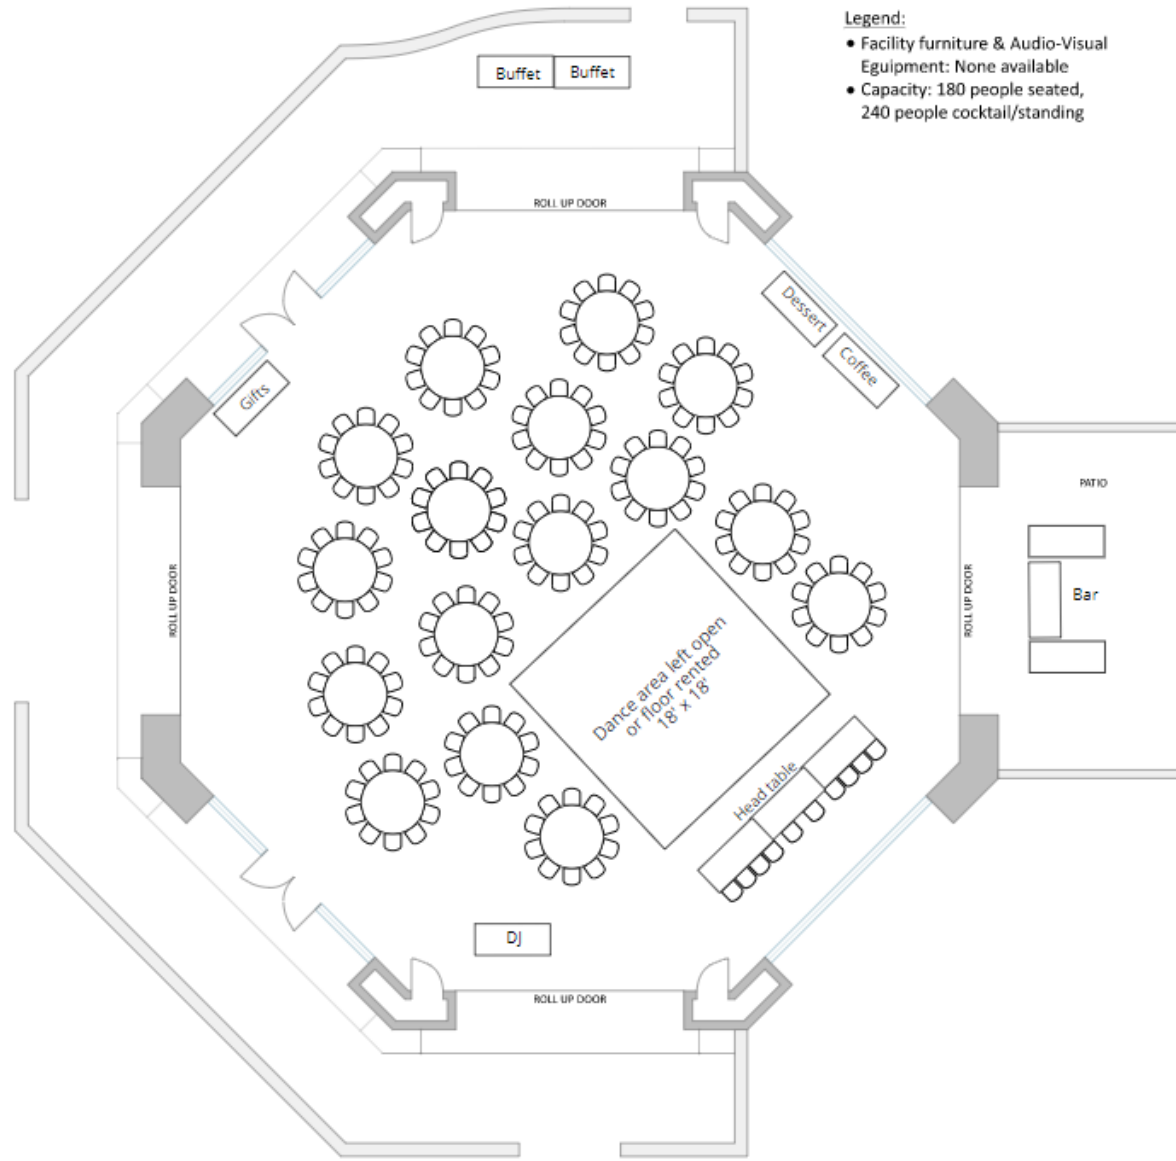 Legend:
• Facility furniture & Audio-Visual
Eguipment: None available
• Capacity: 180 people seated,
240 people cocktail/standing
Buffet
Buffet
ROLL UP DOOR
Dessert
Coffee
Gifts
PATIO
ROLL UP DOOR
ROLL UP DOOR
Bar
Dance area left open
or floor rented
18' x 18'
Head table
DJ
ROLL UP DOOR